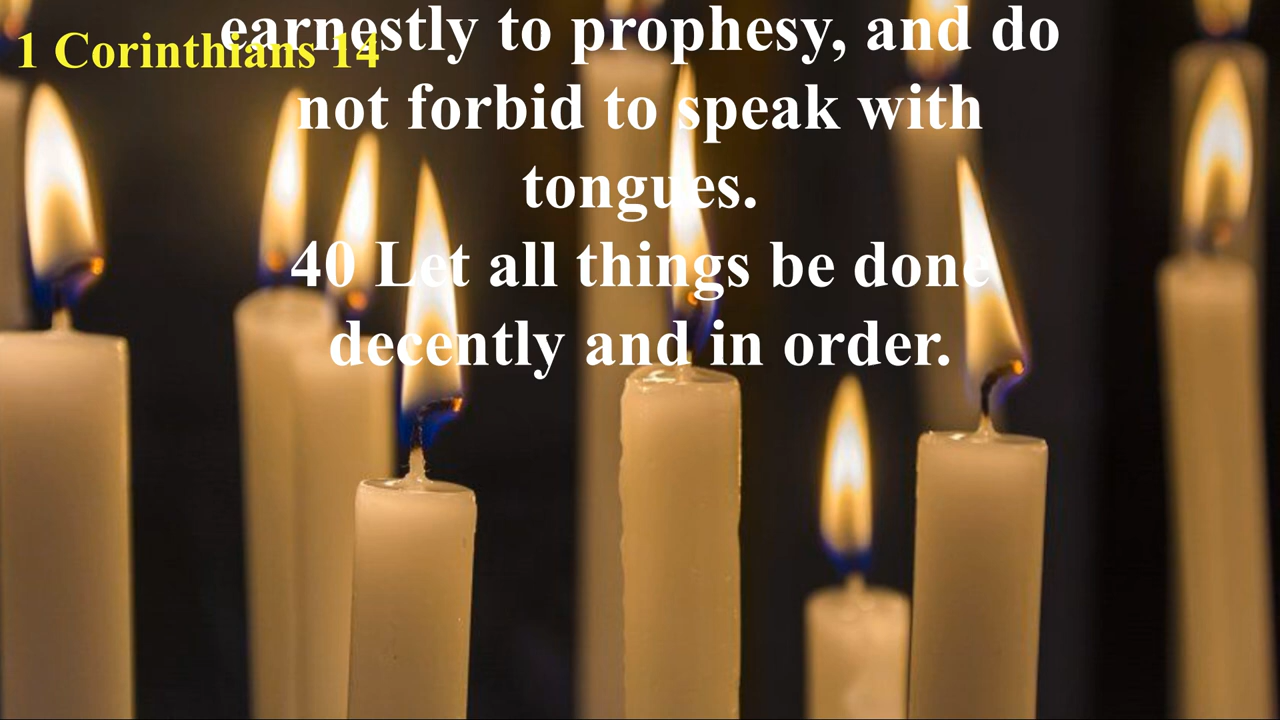 1 Corinthians 14
earnestly to prophesy, and do
not forbid to speak with
tongues.
40 Let all things be done
decently and in order.